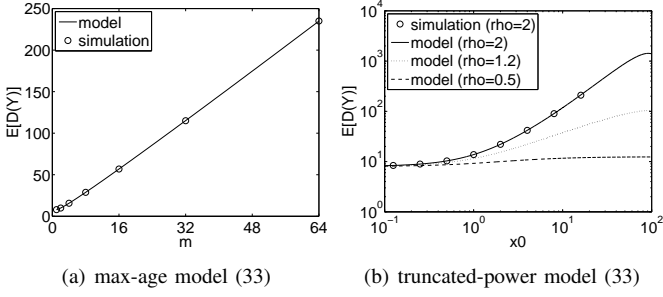 E[D(Y)]
250
200
150
100
50
0
0 16 32 48 64
m
model
simulation
(a) max-age model (33)
E[D(Y)]
10^4
10^3
10^2
10^1
10^0
10^-1 10^0 10^1 10^2
x0
simulation (rho=2)
model (rho=2)
model (rho=1.2)
model (rho=0.5)
(b) truncated-power model (33)